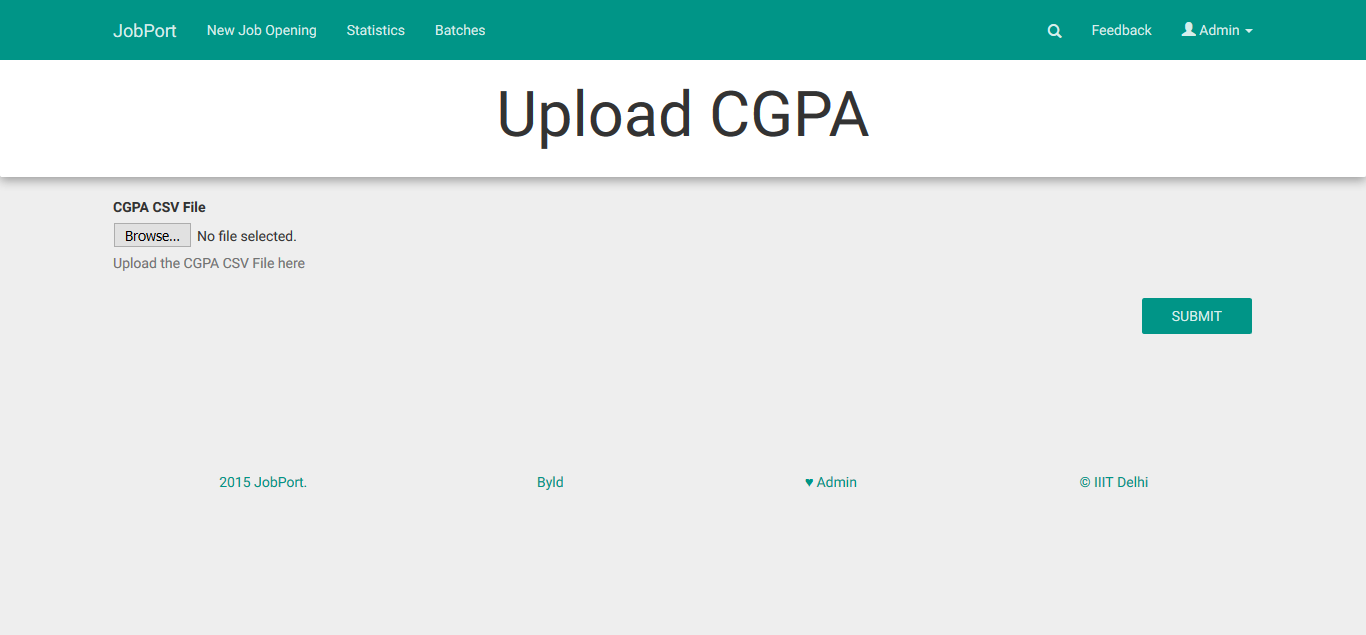 JobPort New Job Opening Statistics Batches Feedback Admin
Upload CGPA
CGPA CSV File
Browse... No file selected.
Upload the CGPA CSV File here
SUBMIT
2015 JobPort. Byld ♥ Admin © IIIT Delhi